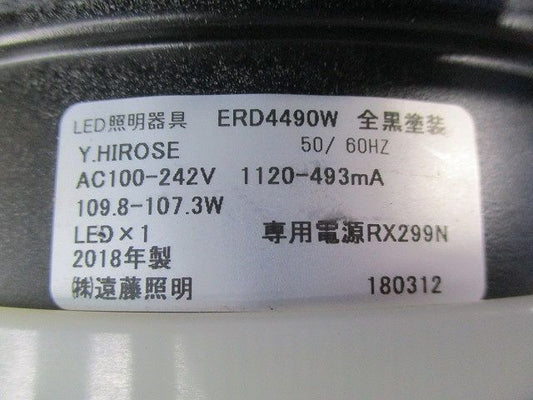 LED照明器具 ERD4490W 全黒塗装
Y.HIROSE 50/ 60HZ
AC100-242V 1120-493mA
109.8-107.3W
LED×1 専用電源RX299N
2018年製
㈱遠藤照明 180312